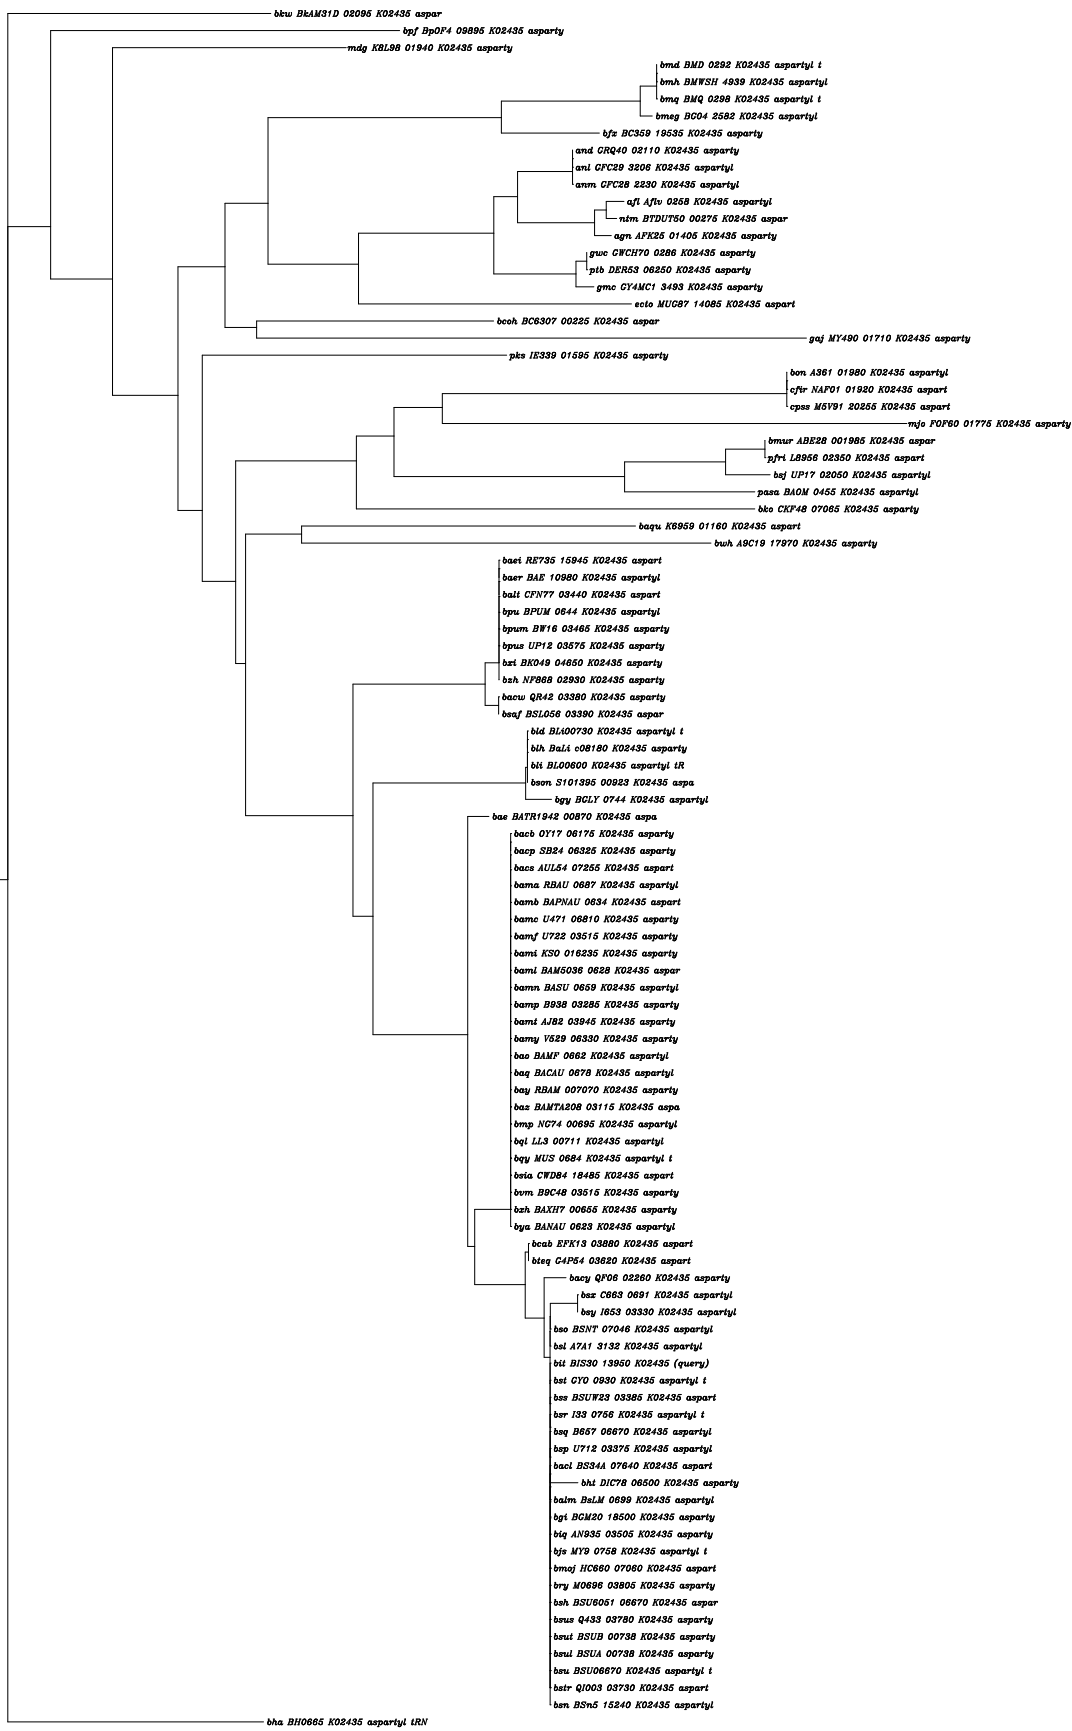 bkw BkAM31D 02095 K02435 aspar
bpf BpOF4 09895 K02435 asparty
mdg K8L98 01940 K02435 asparty
bmd BMD 0292 K02435 aspartyl t
bmh BMWSH 4939 K02435 aspartyl
bmq BMQ 0298 K02435 aspartyl t
bmeg BG04 2582 K02435 aspartyl
bfx BC359 19535 K02435 asparty
and GRQ40 02110 K02435 asparty
anl GFC29 3206 K02435 aspartyl
anm GFC28 2230 K02435 aspartyl
afl Aflv 0258 K02435 aspartyl
ntm BTDUT50 00275 K02435 aspar
agn AFK25 01405 K02435 asparty
gwc GWCH70 0286 K02435 asparty
ptb DER53 06250 K02435 asparty
gmc GY4MC1 3493 K02435 asparty
ecto MUG87 14085 K02435 aspart
bcoh BC6307 00225 K02435 aspar
gaj MY490 01710 K02435 asparty
pks IE339 01595 K02435 asparty
bon A361 01980 K02435 aspartyl
cfir NAF01 01920 K02435 aspart
cpss M5V91 20255 K02435 aspart
mjo FOF60 01775 K02435 asparty
bmur ABE28 001985 K02435 aspar
pfri L8956 02350 K02435 aspart
bsj UP17 02050 K02435 aspartyl
pasa BAOM 0455 K02435 aspartyl
bko CKF48 07065 K02435 asparty
baqu K6959 01160 K02435 aspart
bwh A9C19 17970 K02435 asparty
baei RE735 15945 K02435 aspart
baer BAE 10980 K02435 aspartyl
balt CFN77 03440 K02435 aspart
bpu BPUM 0644 K02435 aspartyl
bpum BW16 03465 K02435 asparty
bpus UP12 03575 K02435 asparty
bxi BK049 04650 K02435 asparty
bzh NF868 02930 K02435 asparty
bacw QR42 03380 K02435 asparty
bsaf BSL056 03390 K02435 aspar
bld BLi00730 K02435 aspartyl t
blh BaLi c08180 K02435 asparty
bli BL00600 K02435 aspartyl tR
bson S101395 00923 K02435 aspa
bgy BGLY 0744 K02435 aspartyl
bae BATR1942 00870 K02435 aspa
bacb OY17 06175 K02435 asparty
bacp SB24 06325 K02435 asparty
bacs AUL54 07255 K02435 aspart
bama RBAU 0687 K02435 aspartyl
bamb BAPNAU 0634 K02435 aspart
bamc U471 06810 K02435 asparty
bamf U722 03515 K02435 asparty
bami KSO 016235 K02435 asparty
baml BAM5036 0628 K02435 aspar
bamn BASU 0659 K02435 aspartyl
bamp B938 03285 K02435 asparty
bamt AJ82 03945 K02435 asparty
bamy V529 06330 K02435 asparty
bao BAMF 0662 K02435 aspartyl
baq BACAU 0678 K02435 aspartyl
bay RBAM 007070 K02435 asparty
baz BAMTA208 03115 K02435 aspa
bmp NG74 00695 K02435 aspartyl
bql LL3 00711 K02435 aspartyl
bqy MUS 0684 K02435 aspartyl t
bsia CWD84 18485 K02435 aspart
bvm B9C48 03515 K02435 asparty
bxh BAXH7 00655 K02435 asparty
bya BANAU 0623 K02435 aspartyl
bcab EFK13 03880 K02435 aspart
bteq G4P54 03620 K02435 aspart
bacy QF06 02260 K02435 asparty
bsx C663 0691 K02435 aspartyl
bsy I653 03330 K02435 aspartyl
bso BSNT 07046 K02435 aspartyl
bsl A7A1 3132 K02435 aspartyl
bit BIS30 13950 K02435 (query)
bst GYO 0930 K02435 aspartyl t
bss BSUW23 03385 K02435 aspart
bsr I33 0756 K02435 aspartyl t
bsq B657 06670 K02435 aspartyl
bsp U712 03375 K02435 aspartyl
bacl BS34A 07640 K02435 aspart
bht DIC78 06500 K02435 asparty
balm BsLM 0699 K02435 aspartyl
bgi BGM20 18500 K02435 asparty
biq AN935 03505 K02435 asparty
bjs MY9 0758 K02435 aspartyl t
bmoj HC660 07060 K02435 aspart
bry M0696 03805 K02435 asparty
bsh BSU6051 06670 K02435 aspar
bsus Q433 03780 K02435 asparty
bsut BSUB 00738 K02435 asparty
bsul BSUA 00738 K02435 asparty
bsu BSU06670 K02435 aspartyl t
bstr QI003 03730 K02435 aspart
bsn BSn5 15240 K02435 aspartyl
bha BH0665 K02435 aspartyl tRN